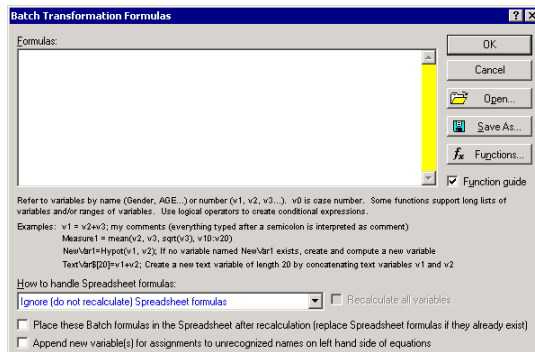 Batch Transformation Formulas
Formulas:
OK
Cancel
Open...
Save As...
fx Functions...
Function guide
Refer to variables by name (Gender, AGE...) or number (v1, v2, v3...). v0 is case number. Some functions support long lists of
variables and/or ranges of variables. Use logical operators to create conditional expressions.
Examples: v1 = v2+v3; my comments (everything typed after a semicolon is interpreted as comment)
Measure1 = mean(v2, v3, sqrt(v3), v10:v20)
NewVar1=Hypot(v1, v2); If no variable named NewVar1 exists, create and compute a new variable
TextVar$[20]=v1+v2; Create a new text variable of length 20 by concatenating text variables v1 and v2
How to handle Spreadsheet formulas:
Ignore (do not recalculate) Spreadsheet formulas
Recalculate all variables
Place these Batch formulas in the Spreadsheet after recalculation (replace Spreadsheet formulas if they already exist)
Append new variable(s) for assignments to unrecognized names on left hand side of equations